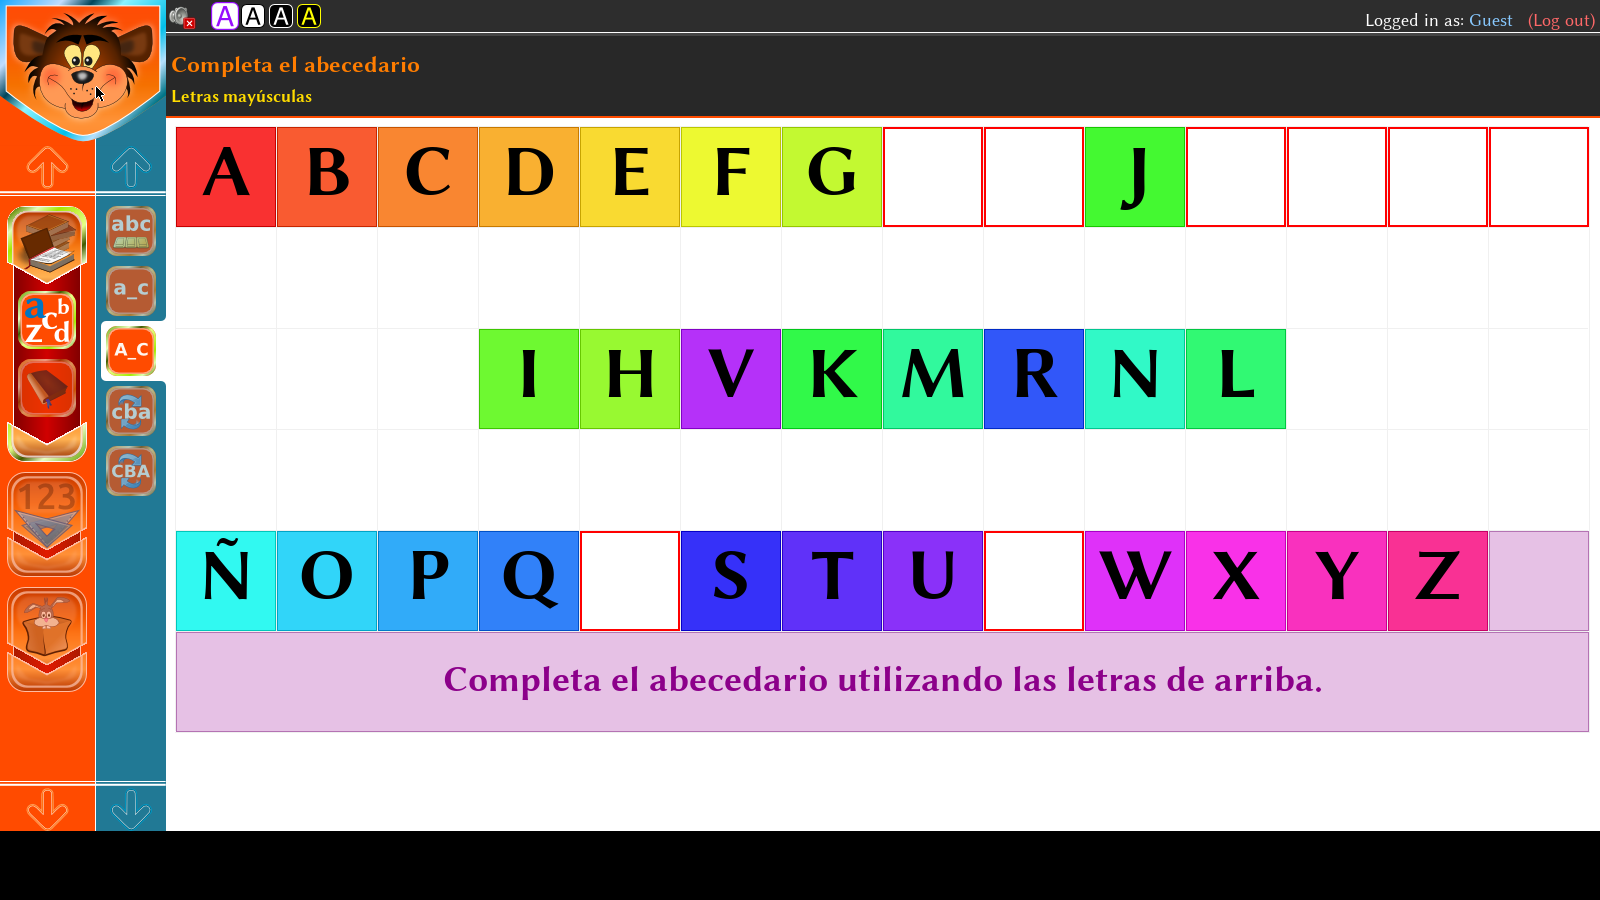 A A A A
Logged in as: Guest (Log out)
Completa el abecedario
Letras mayúsculas
A B C D E F G J
abc
a_c
A_C
cba
CBA
a b c z d
123
I H V K M R N L
Ñ O P Q S T U W X Y Z
Completa el abecedario utilizando las letras de arriba.